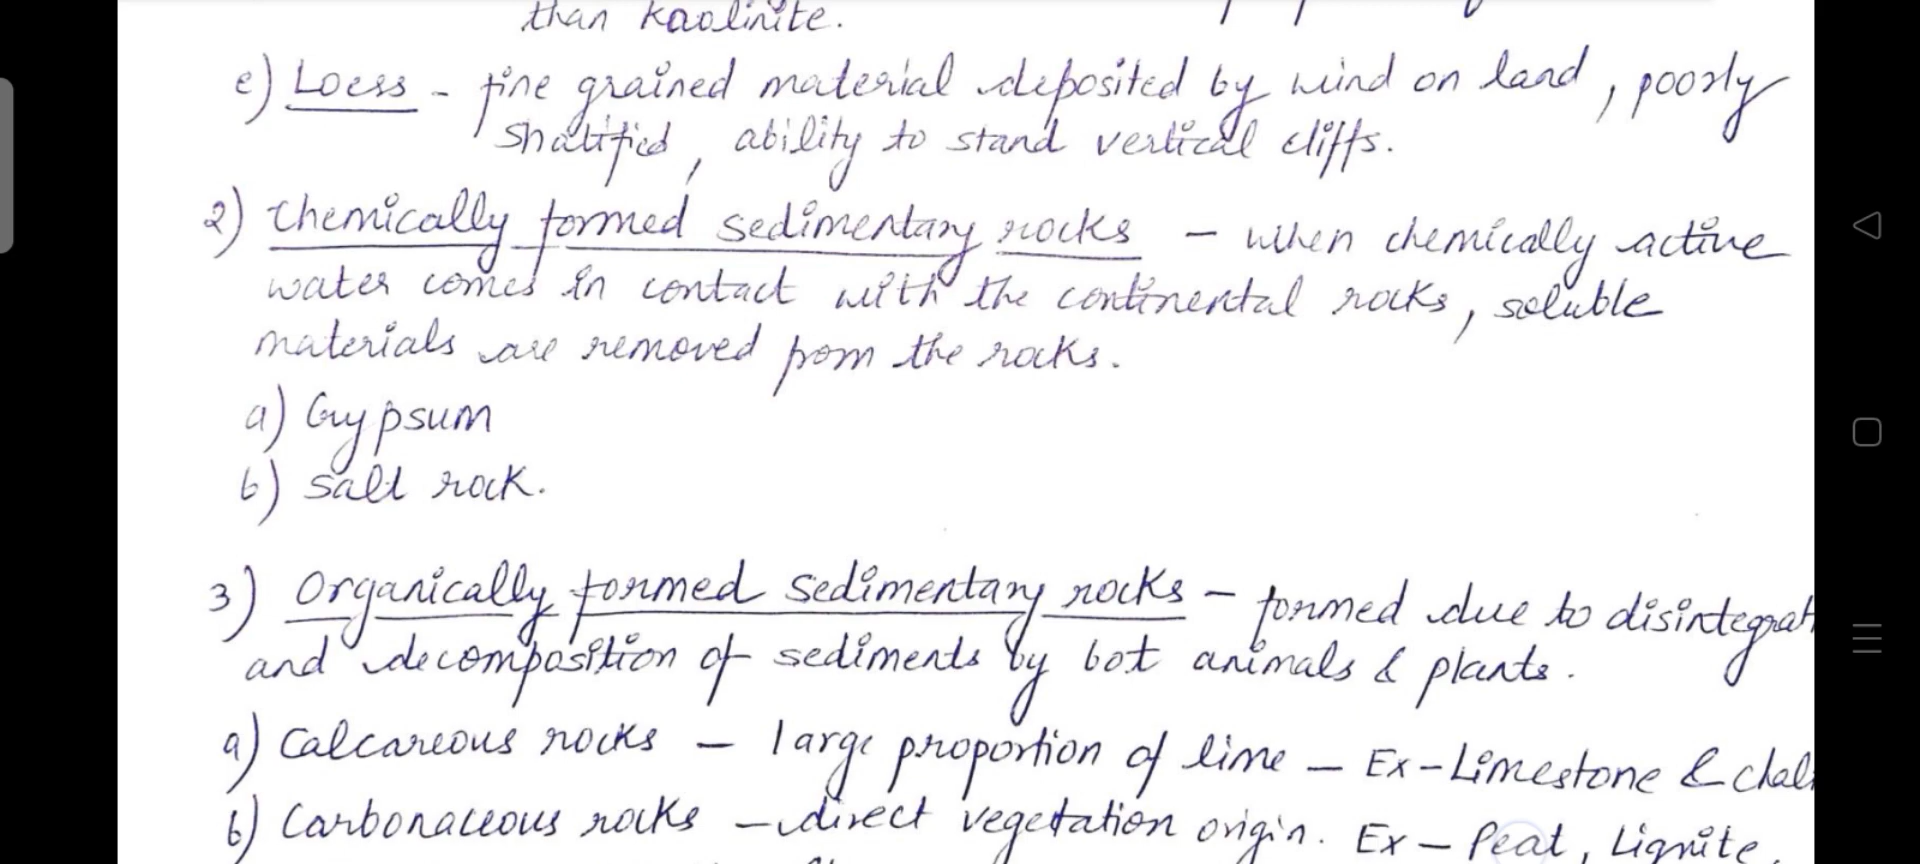 than kaolinite.
e) Loess - fine grained material deposited by wind on land, poorly
stratified, ability to stand vertical cliffs.
2) Chemically formed sedimentary rocks - when chemically active
water comes in contact with the continental rocks, soluble
materials are removed from the rocks.
a) Gypsum
b) Salt rock.
3) Organically formed sedimentary rocks - formed due to disintegrat
and decomposition of sediments by bot animals & plants.
a) Calcareous rocks - large proportion of lime - Ex - Limestone & chal
b) Carbonaceous rocks - direct vegetation origin. Ex - Peat, Lignite.